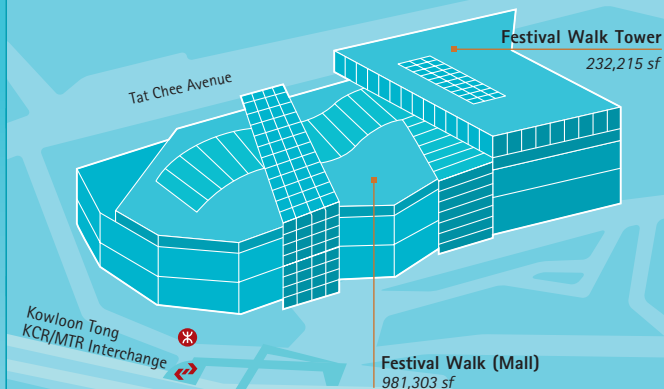 Festival Walk Tower
232,215 sf
Tat Chee Avenue
Kowloon Tong
KCR/MTR Interchange
Festival Walk (Mall)
981,303 sf